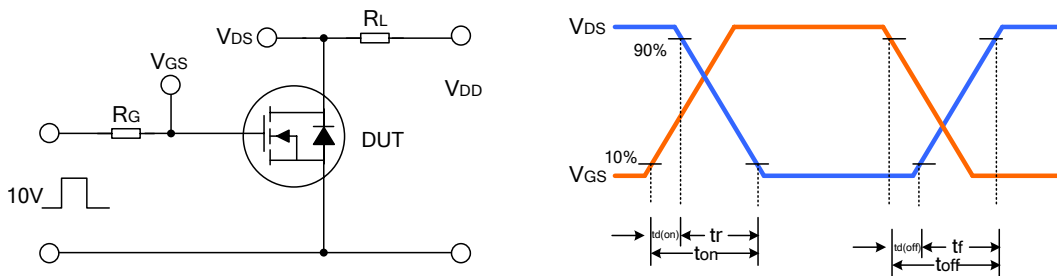 RL
VDS
VGS
VDD
RG
DUT
10V
VDS
90%
10%
VGS
td(on)
tr
ton
td(off)
tf
toff